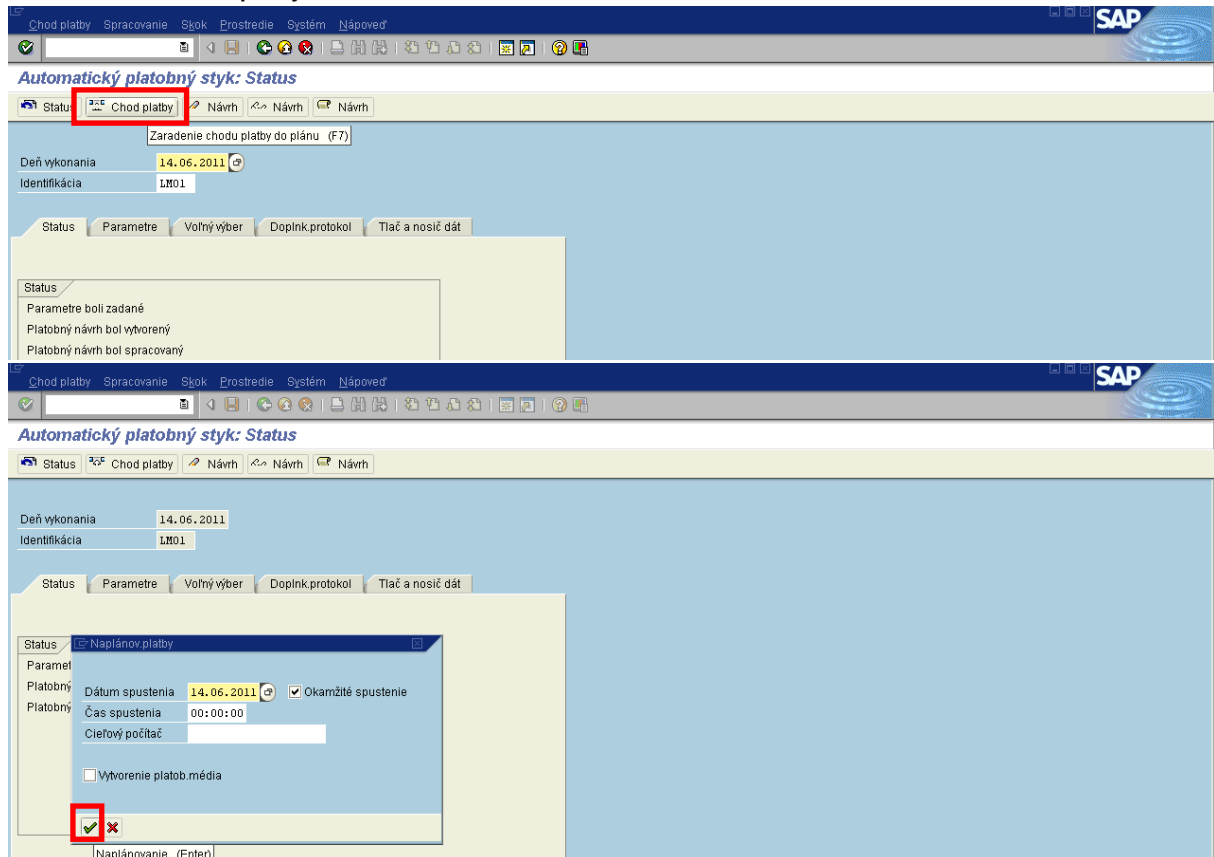 Chod platby Spracovanie Skok Prostredie Systém Nápoveď
SAP
Automatický platobný styk: Status
Status Chod platby Návrh Návrh Návrh
Zaradenie chodu platby do plánu (F7)
Deň vykonania 14.06.2011
Identifikácia LM01
Status Parametre Voľný výber Doplnk.protokol Tlač a nosič dát
Status
Parametre boli zadané
Platobný návrh bol vytvorený
Platobný návrh bol spracovaný
Chod platby Spracovanie Skok Prostredie Systém Nápoveď
SAP
Automatický platobný styk: Status
Status Chod platby Návrh Návrh Návrh
Deň vykonania 14.06.2011
Identifikácia LM01
Status Parametre Voľný výber Doplnk.protokol Tlač a nosič dát
Status Naplánov.platby
Paramet
Platobný Dátum spustenia 14.06.2011 Okamžité spustenie
Platobný Čas spustenia 00:00:00
Cieľový počítač
Vytvorenie platob.média
Naplánovanie (Enter)